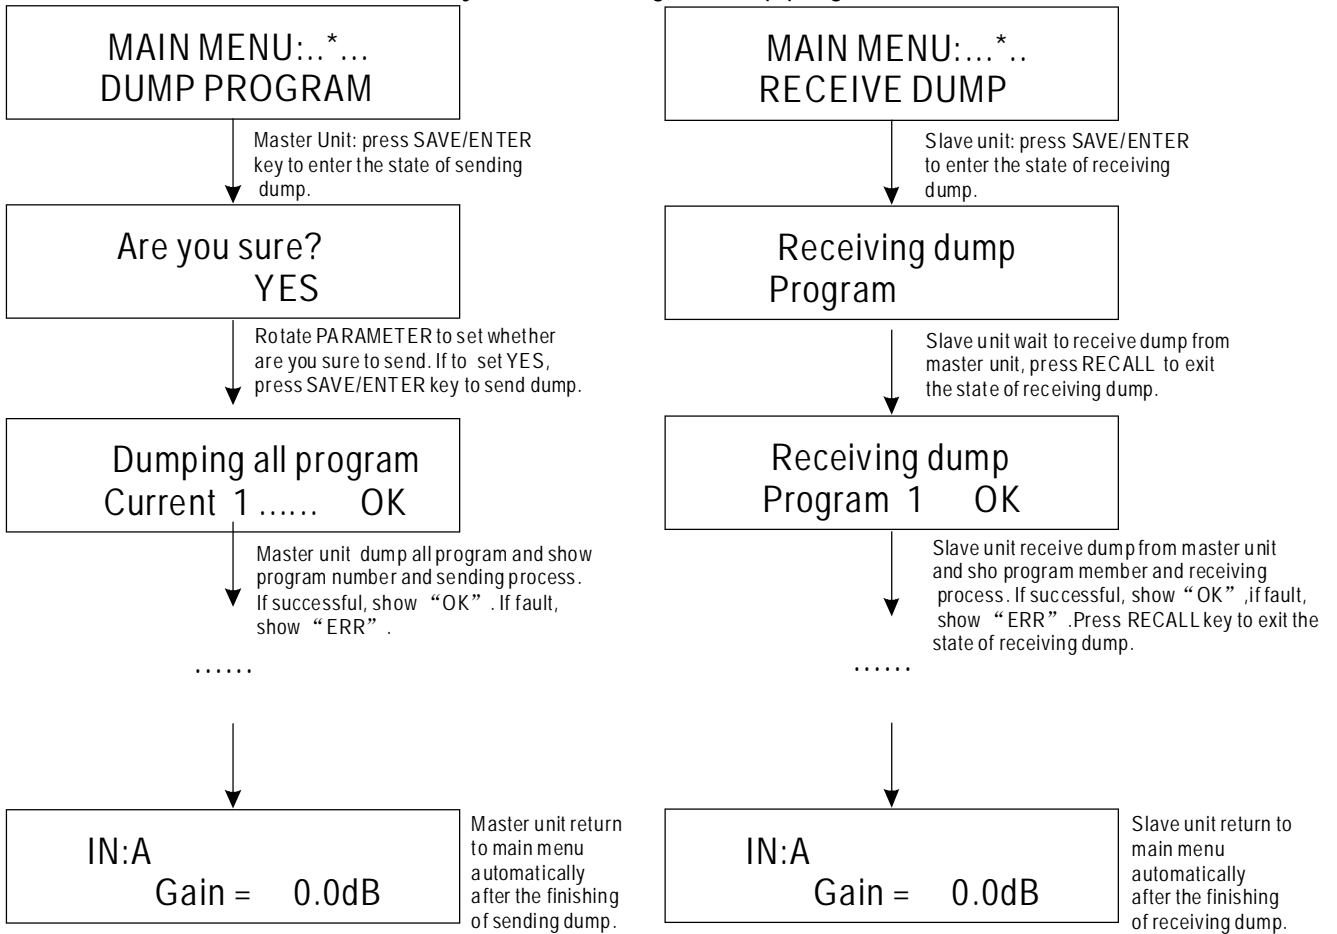 MAIN MENU:..*...
DUMP PROGRAM
Master Unit: press SAVE/ENTER
key to enter the state of sending
dump.
Are you sure?
YES
Rotate PARAMETER to set whether
are you sure to send. If to set YES,
press SAVE/ENTER key to send dump.
Dumping all program
Current 1 ...... OK
Master unit dump all program and show
program number and sending process.
If successful, show “OK”. If fault,
show “ERR”.
......
IN:A
Gain = 0.0dB
Master unit return
to main menu
automatically
after the finishing
of sending dump.
MAIN MENU:...*..
RECEIVE DUMP
Slave unit: press SAVE/ENTER
to enter the state of receiving
dump.
Receiving dump
Program
Slave unit wait to receive dump from
master unit, press RECALL to exit
the state of receiving dump.
Receiving dump
Program 1 OK
Slave unit receive dump from master unit
and sho program member and receiving
process. If successful, show “OK” ,if fault,
show “ERR” .Press RECALL key to exit the
state of receiving dump.
......
IN:A
Gain = 0.0dB
Slave unit return to
main menu
automatically
after the finishing
of receiving dump.